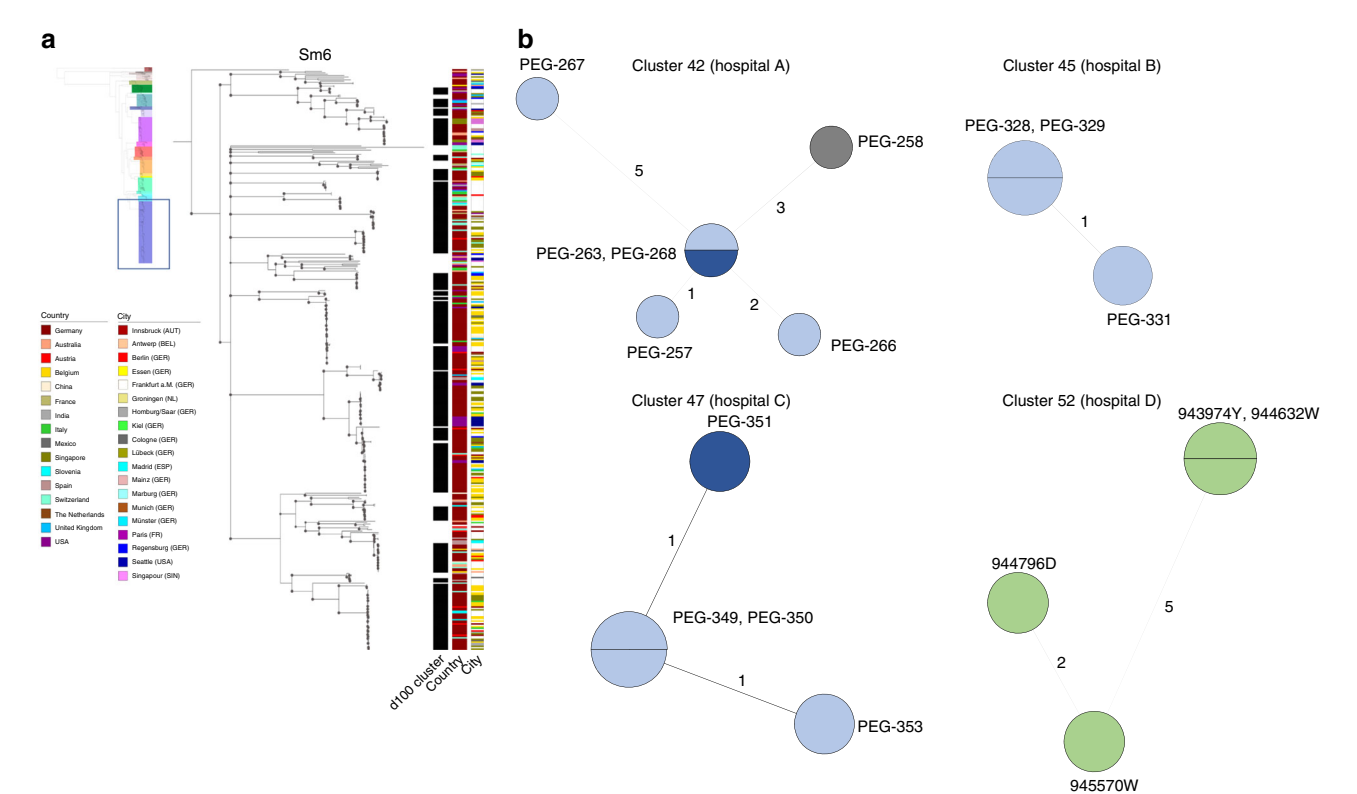 a
Sm6
d100 cluster
Country
City
Country
Germany
Australia
Austria
Belgium
China
France
India
Italy
Mexico
Singapore
Slovenia
Spain
Switzerland
The Netherlands
United Kingdom
USA
City
Innsbruck (AUT)
Antwerp (BEL)
Berlin (GER)
Essen (GER)
Frankfurt a.M. (GER)
Groningen (NL)
Homburg/Saar (GER)
Kiel (GER)
Cologne (GER)
Lübeck (GER)
Madrid (ESP)
Mainz (GER)
Marburg (GER)
Munich (GER)
Münster (GER)
Paris (FR)
Regensburg (GER)
Seattle (USA)
Singapour (SIN)
b
Cluster 42 (hospital A)
PEG-267
PEG-258
5
3
PEG-263, PEG-268
1
2
PEG-257
PEG-266
Cluster 45 (hospital B)
PEG-328, PEG-329
1
PEG-331
Cluster 47 (hospital C)
PEG-351
1
PEG-349, PEG-350
1
PEG-353
Cluster 52 (hospital D)
943974Y, 944632W
944796D
5
2
945570W